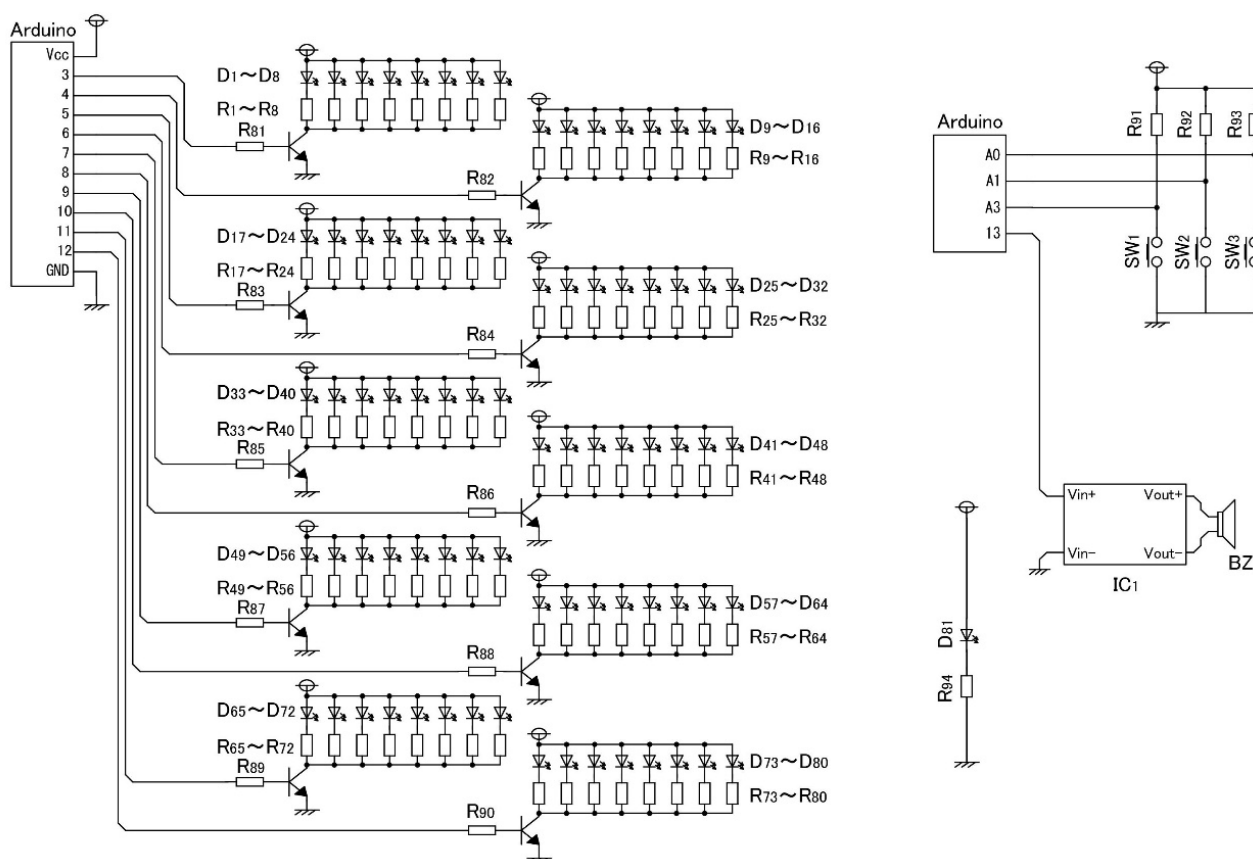 Arduino
Vcc
3
4
5
6
7
8
9
10
11
12
GND
D1～D8
R1～R8
R81
D9～D16
R9～R16
R82
D17～D24
R17～R24
R83
D25～D32
R25～R32
R84
D33～D40
R33～R40
R85
D41～D48
R41～R48
R86
D49～D56
R49～R56
R87
D57～D64
R57～R64
R88
D65～D72
R65～R72
R89
D73～D80
R73～R80
R90
Arduino
A0
A1
A3
13
R91
R92
R93
SW1
SW2
SW3
Vin+
Vout+
Vin-
Vout-
IC1
BZ
D81
R94